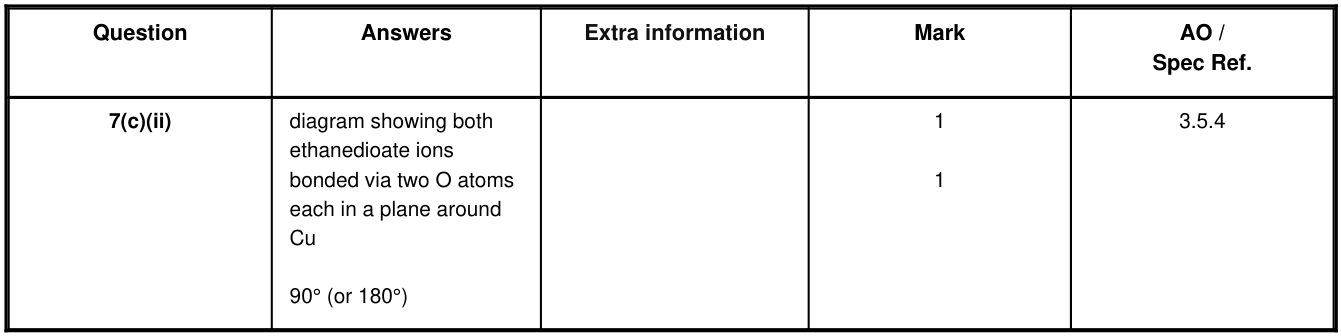 Question Answers Extra information Mark AO /
Spec Ref.
7(c)(ii) diagram showing both 1 3.5.4
ethanedioate ions
bonded via two O atoms 1
each in a plane around
Cu
90° (or 180°)